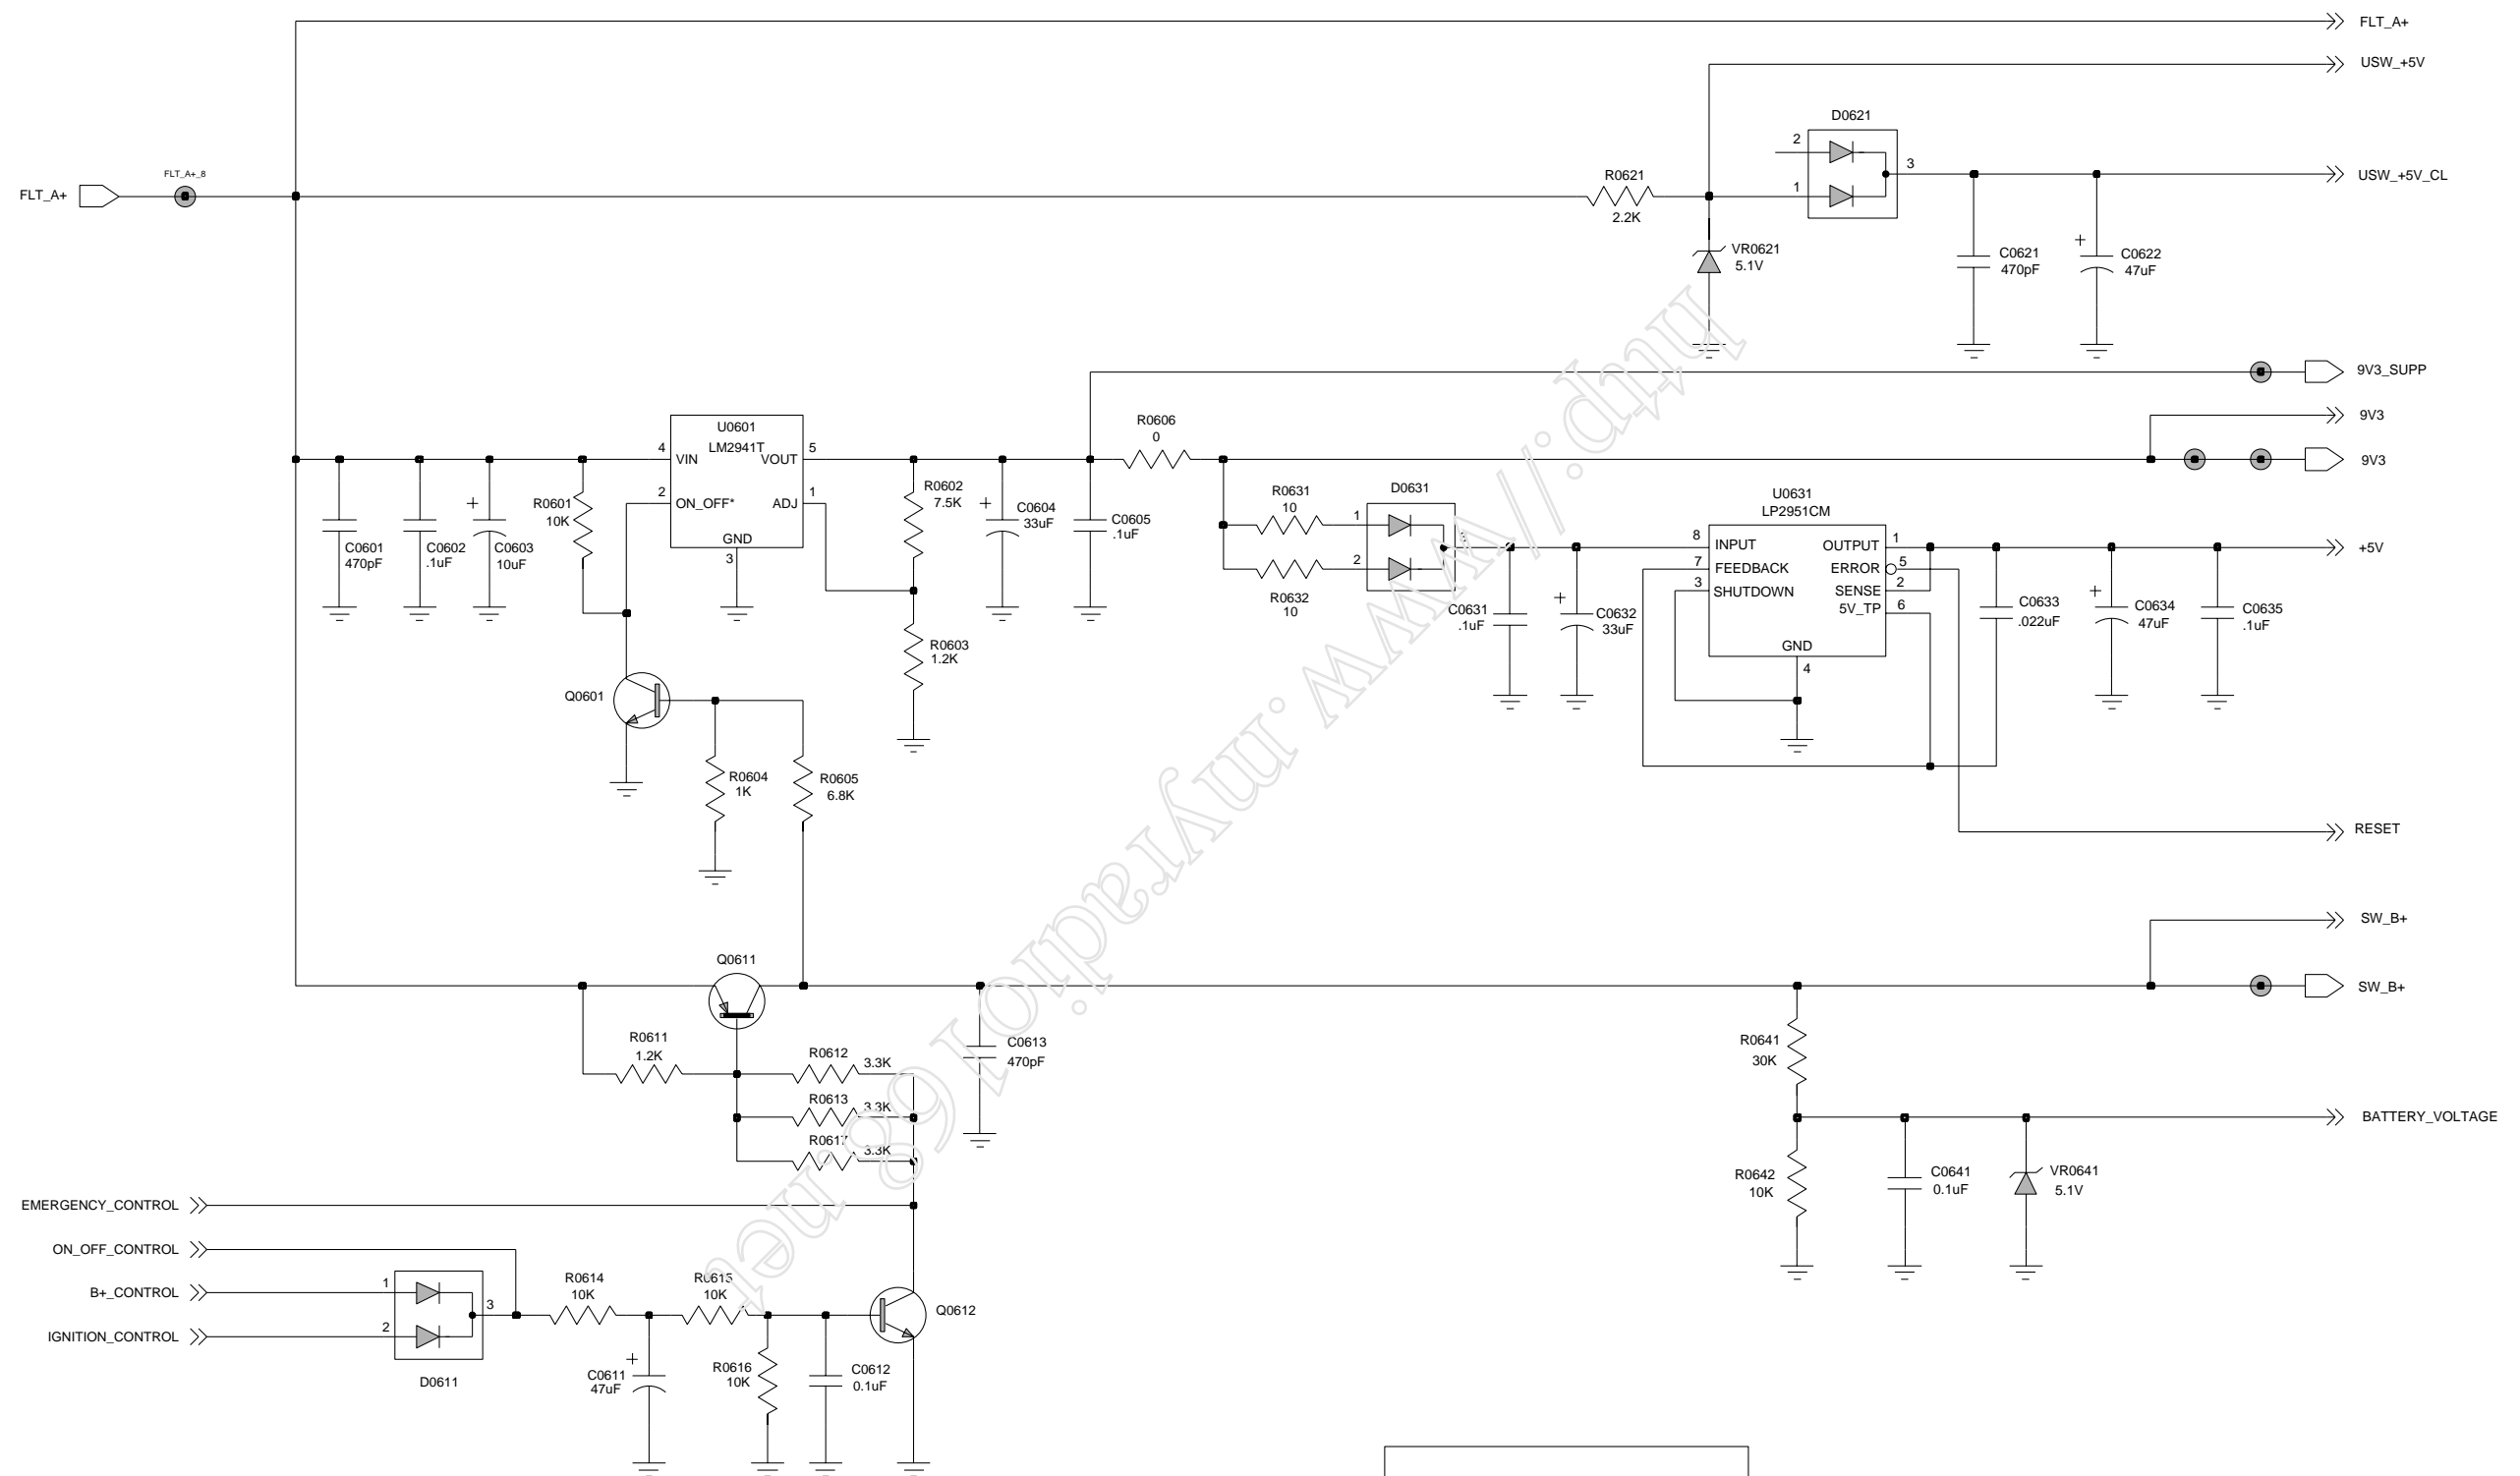 FLT_A+
USW_+5V
D0621
2
3
1
USW_+5V_CL
FLT_A+_8
FLT_A+
R0621
2.2K
VR0621
5.1V
C0621
470pF
C0622
47uF
+
9V3_SUPP
9V3
9V3
U0601
LM2941T
4
VIN
VOUT
5
2
ON_OFF*
ADJ
1
GND
3
R0606
0
R0601
10K
R0602
7.5K
C0601
470pF
C0602
.1uF
+
C0603
10uF
+
C0604
33uF
C0605
.1uF
R0603
1.2K
R0631
10
R0632
10
D0631
1
2
3
C0631
.1uF
+
C0632
33uF
U0631
LP2951CM
8
INPUT
OUTPUT
1
7
FEEDBACK
ERROR
5
3
SHUTDOWN
SENSE
2
5V_TP
6
GND
4
+5V
C0633
.022uF
+
C0634
47uF
C0635
.1uF
Q0601
R0604
1K
R0605
6.8K
RESET
SW_B+
SW_B+
Q0611
R0611
1.2K
R0612
3.3K
R0613
3.3K
R0617
3.3K
C0613
470pF
R0641
30K
BATTERY_VOLTAGE
R0642
10K
C0641
0.1uF
VR0641
5.1V
EMERGENCY_CONTROL
ON_OFF_CONTROL
B+_CONTROL
IGNITION_CONTROL
1
2
3
D0611
R0614
10K
R0615
10K
+
C0611
47uF
R0616
10K
C0612
0.1uF
Q0612
http://www.myradio168.net